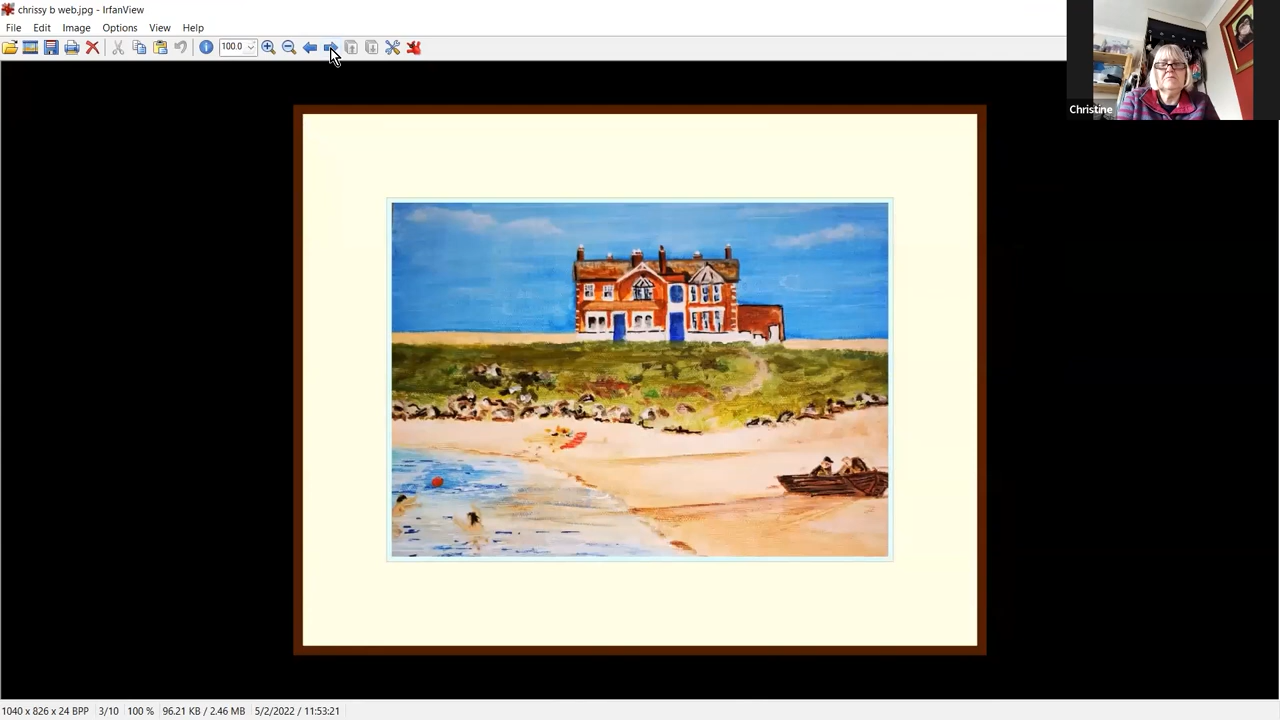 chrissy b web.jpg - IrfanView
File Edit Image Options View Help
100.0
Christine
1040 x 826 x 24 BPP 3/10 100 % 96.21 KB / 2.46 MB 5/2/2022 / 11:53:21